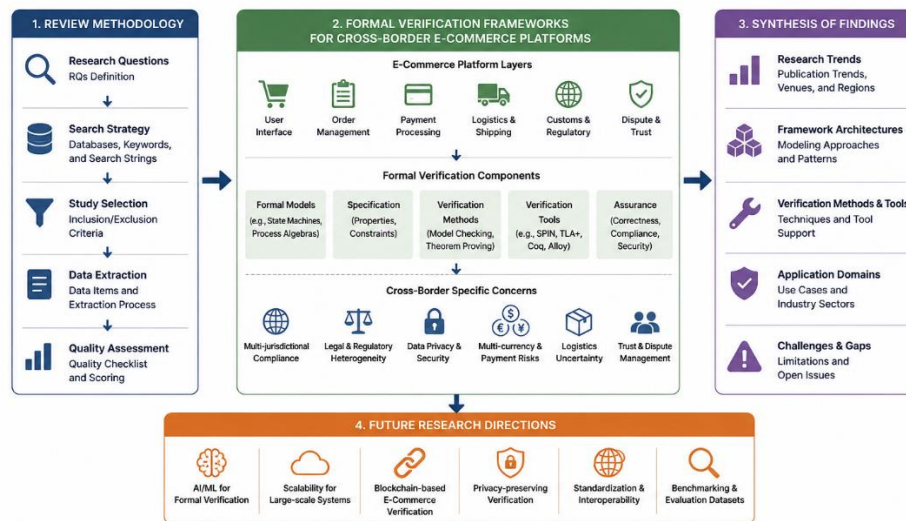 1. REVIEW METHODOLOGY
Research Questions
RQs Definition
Search Strategy
Databases, Keywords,
and Search Strings
Study Selection
Inclusion/Exclusion
Criteria
Data Extraction
Data Items and
Extraction Process
Quality Assessment
Quality Checklist
and Scoring
2. FORMAL VERIFICATION FRAMEWORKS
FOR CROSS-BORDER E-COMMERCE PLATFORMS
E-Commerce Platform Layers
User
Interface
Order
Management
Payment
Processing
Logistics &
Shipping
Customs &
Regulatory
Dispute &
Trust
Formal Verification Components
Formal Models
(e.g., State Machines,
Process Algebras)
Specification
(Properties,
Constraints)
Verification
Methods
(Model Checking,
Theorem Proving)
Verification
Tools
(e.g., SPIN, TLA+,
Coq, Alloy)
Assurance
(Correctness,
Compliance,
Security)
Cross-Border Specific Concerns
Multi-jurisdictional
Compliance
Legal & Regulatory
Heterogeneity
Data Privacy &
Security
$ € ¥
Multi-currency &
Payment Risks
Logistics
Uncertainty
Trust & Dispute
Management
3. SYNTHESIS OF FINDINGS
Research Trends
Publication Trends,
Venues, and Regions
Framework Architectures
Modeling Approaches
and Patterns
Verification Methods & Tools
Techniques and Tool
Support
Application Domains
Use Cases and
Industry Sectors
Challenges & Gaps
Limitations and
Open Issues
4. FUTURE RESEARCH DIRECTIONS
AI/ML for
Formal Verification
Scalability for
Large-scale Systems
Blockchain-based
E-Commerce
Verification
Privacy-preserving
Verification
Standardization &
Interoperability
Benchmarking &
Evaluation Datasets